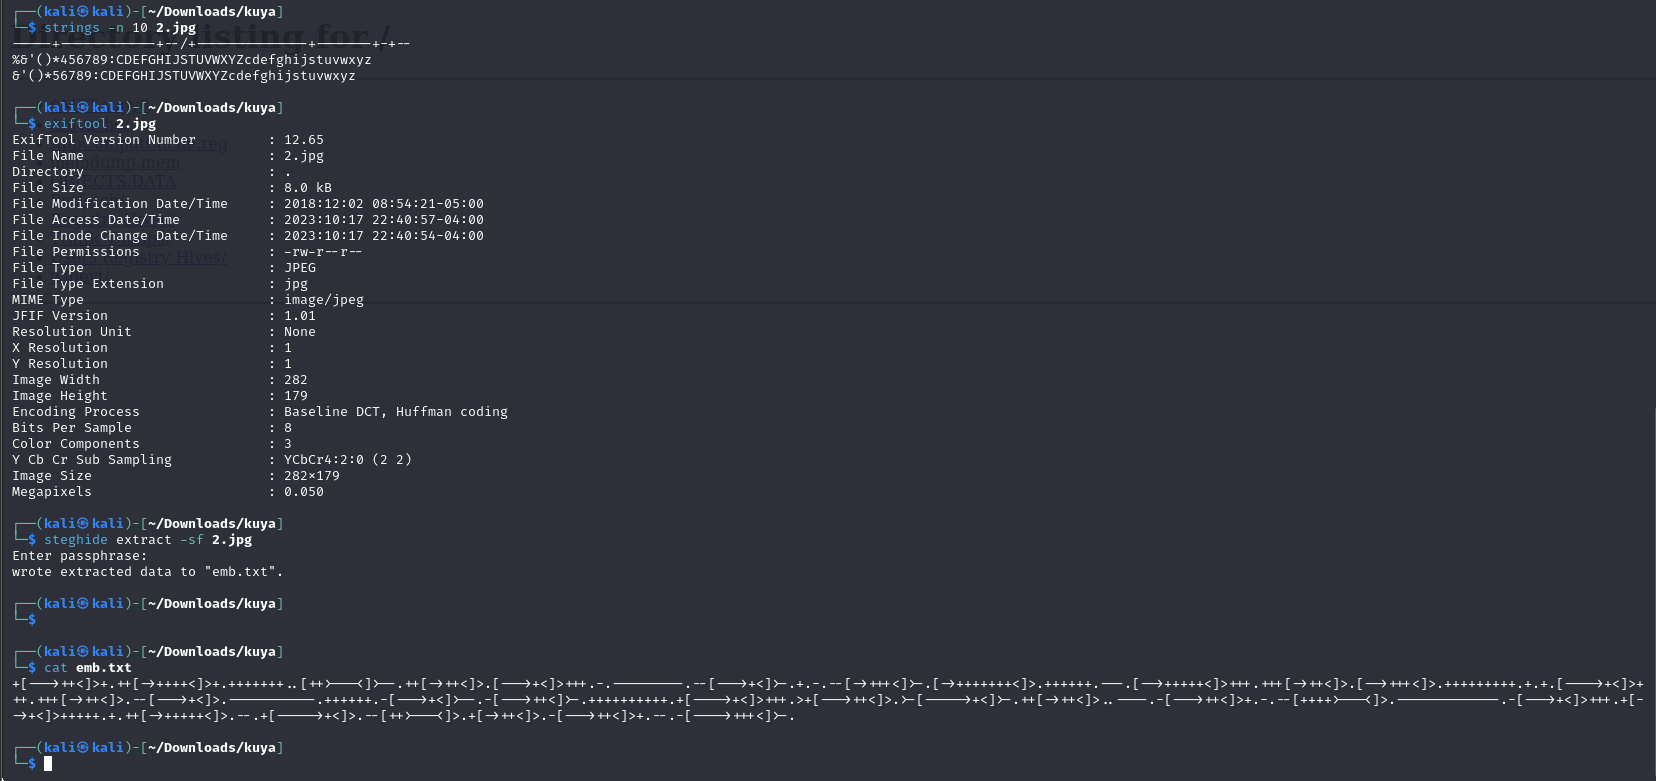 ┌──(kali㉿kali)-[~/Downloads/kuya]
└─$ strings -n 10 2.jpg
%&'()*456789:CDEFGHIJSTUVWXYZcdefghijstuvwxyz
&'()*56789:CDEFGHIJSTUVWXYZcdefghijstuvwxyz
┌──(kali㉿kali)-[~/Downloads/kuya]
└─$ exiftool 2.jpg
ExifTool Version Number : 12.65
File Name : 2.jpg
Directory : .
File Size : 8.0 kB
File Modification Date/Time : 2018:12:02 08:54:21-05:00
File Access Date/Time : 2023:10:17 22:40:57-04:00
File Inode Change Date/Time : 2023:10:17 22:40:54-04:00
File Permissions : -rw-r--r--
File Type : JPEG
File Type Extension : jpg
MIME Type : image/jpeg
JFIF Version : 1.01
Resolution Unit : None
X Resolution : 1
Y Resolution : 1
Image Width : 282
Image Height : 179
Encoding Process : Baseline DCT, Huffman coding
Bits Per Sample : 8
Color Components : 3
Y Cb Cr Sub Sampling : YCbCr4:2:0 (2 2)
Image Size : 282×179
Megapixels : 0.050
┌──(kali㉿kali)-[~/Downloads/kuya]
└─$ steghide extract -sf 2.jpg
Enter passphrase:
wrote extracted data to "emb.txt".
┌──(kali㉿kali)-[~/Downloads/kuya]
└─$
┌──(kali㉿kali)-[~/Downloads/kuya]
└─$ cat emb.txt
+[--->++<]>+.++[->++++<]>+.+++++++..[++>---<]>--.++[->++<]>.[--->+<]>+++.-.---------.--[--->+<]>-.+.-.--[->+++<]>-.[->+++++++<]>.++++++.---.[-->+++++<]>+++.+++[->++<]>.[-->+++<]>.+++++++++.+.+.[---->+<]>+
++.+++[->++<]>.--[--->+<]>.-----------.++++++.-[--->+<]>--.-[--->++<]>-.++++++++++.+[---->+<]>+++.
┌──(kali㉿kali)-[~/Downloads/kuya]
└─$